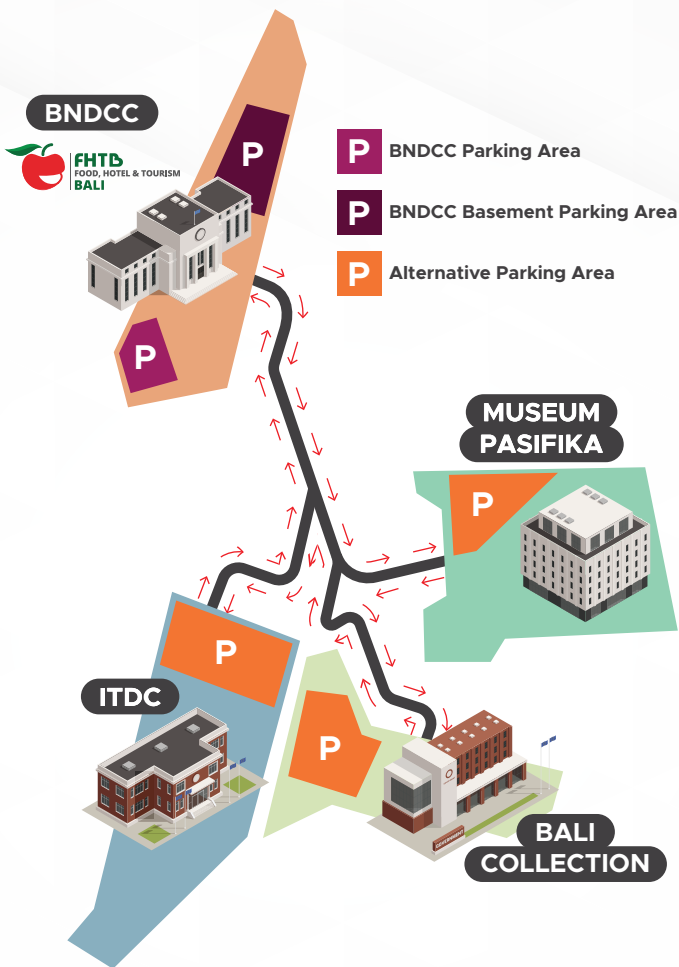 BNDCC
FHTB
FOOD, HOTEL & TOURISM
BALI
P
P
P BNDCC Parking Area
P BNDCC Basement Parking Area
P Alternative Parking Area
MUSEUM
PASIFIKA
P
P
ITDC
P
GOVERNMENT
BALI
COLLECTION